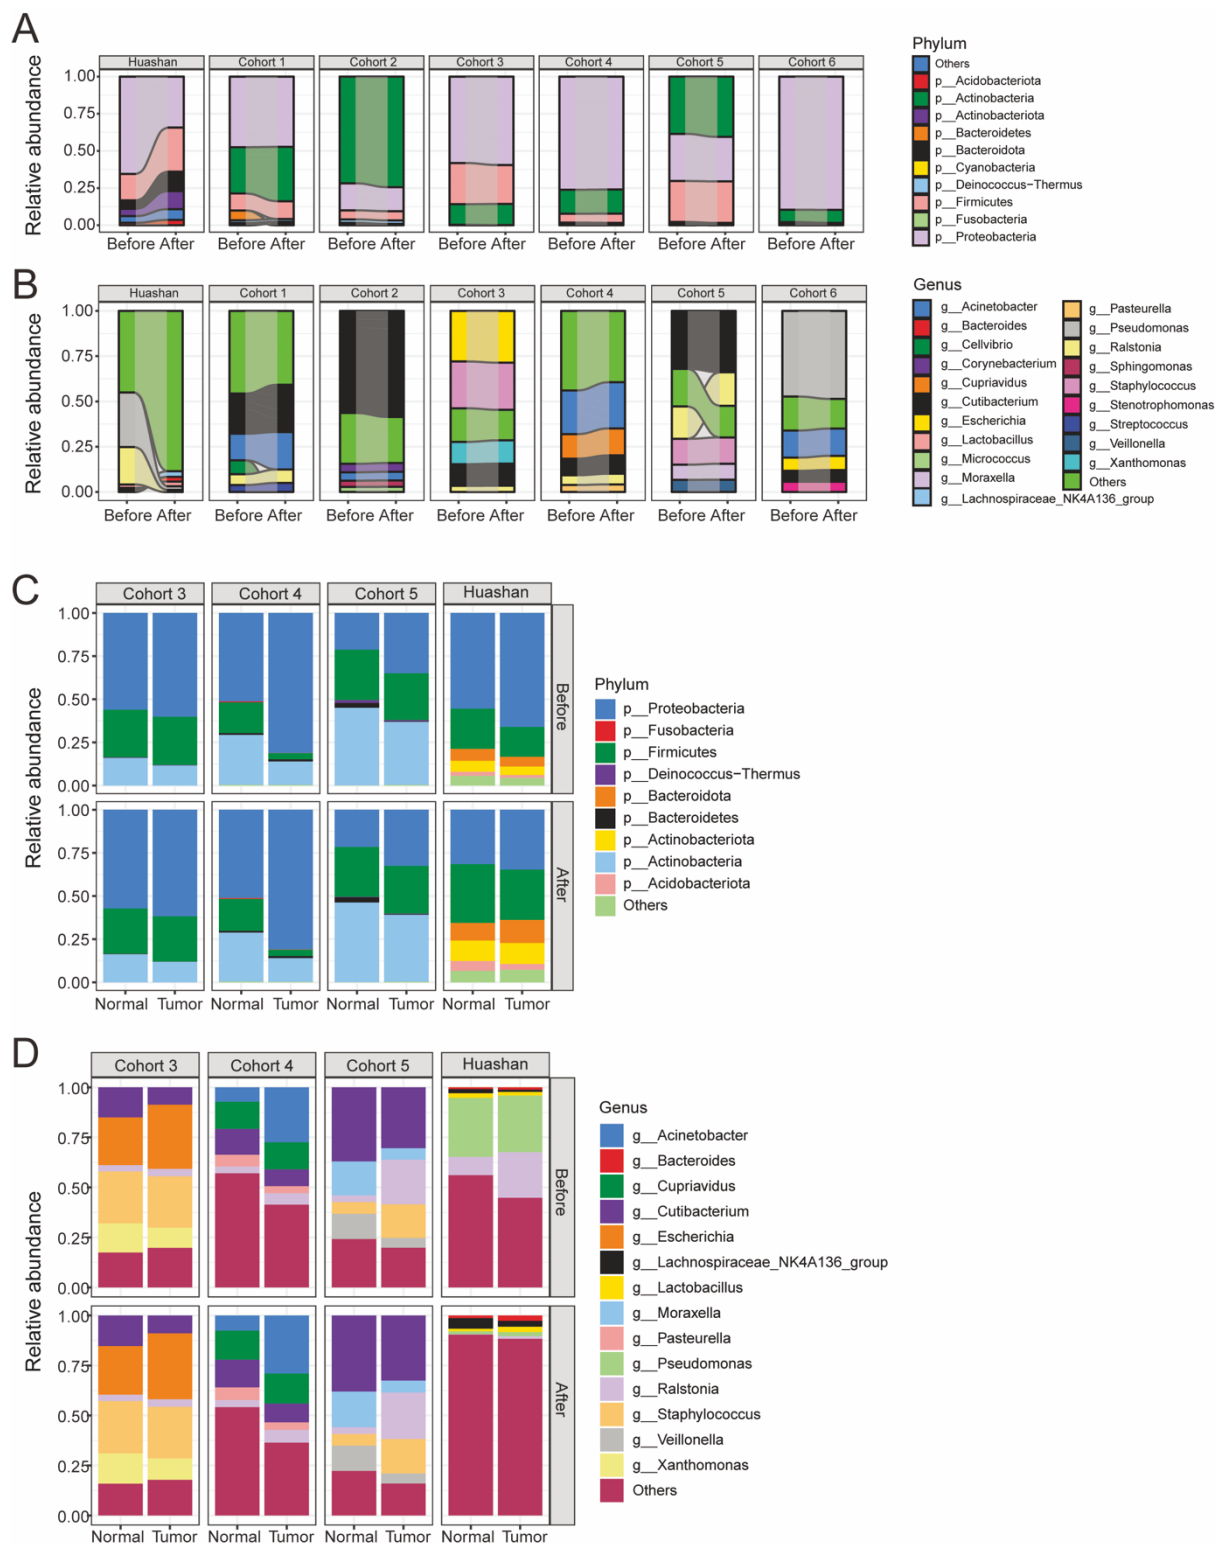 A
Huashan Cohort 1 Cohort 2 Cohort 3 Cohort 4 Cohort 5 Cohort 6
Relative abundance
1.00
0.75
0.50
0.25
0.00
Before After Before After Before After Before After Before After Before After Before After
Phylum
Others
p__Acidobacteriota
p__Actinobacteria
p__Actinobacteriota
p__Bacteroidetes
p__Bacteroidota
p__Cyanobacteria
p__Deinococcus−Thermus
p__Firmicutes
p__Fusobacteria
p__Proteobacteria
B
Huashan Cohort 1 Cohort 2 Cohort 3 Cohort 4 Cohort 5 Cohort 6
Relative abundance
1.00
0.75
0.50
0.25
0.00
Before After Before After Before After Before After Before After Before After Before After
Genus
g__Acinetobacter
g__Bacteroides
g__Cellvibrio
g__Corynebacterium
g__Cupriavidus
g__Cutibacterium
g__Escherichia
g__Lactobacillus
g__Micrococcus
g__Moraxella
g__Lachnospiraceae_NK4A136_group
g__Pasteurella
g__Pseudomonas
g__Ralstonia
g__Sphingomonas
g__Staphylococcus
g__Stenotrophomonas
g__Streptococcus
g__Veillonella
g__Xanthomonas
Others
C
Cohort 3 Cohort 4 Cohort 5 Huashan
Relative abundance
1.00
0.75
0.50
0.25
0.00
Before
Relative abundance
1.00
0.75
0.50
0.25
0.00
After
Normal Tumor Normal Tumor Normal Tumor Normal Tumor
Phylum
p__Proteobacteria
p__Fusobacteria
p__Firmicutes
p__Deinococcus−Thermus
p__Bacteroidota
p__Bacteroidetes
p__Actinobacteriota
p__Actinobacteria
p__Acidobacteriota
Others
D
Cohort 3 Cohort 4 Cohort 5 Huashan
Relative abundance
1.00
0.75
0.50
0.25
0.00
Before
Relative abundance
1.00
0.75
0.50
0.25
0.00
After
Normal Tumor Normal Tumor Normal Tumor Normal Tumor
Genus
g__Acinetobacter
g__Bacteroides
g__Cupriavidus
g__Cutibacterium
g__Escherichia
g__Lachnospiraceae_NK4A136_group
g__Lactobacillus
g__Moraxella
g__Pasteurella
g__Pseudomonas
g__Ralstonia
g__Staphylococcus
g__Veillonella
g__Xanthomonas
Others